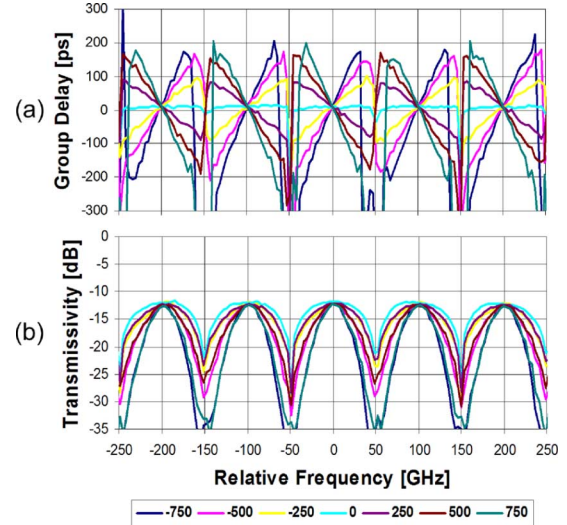 (a)
Group Delay [ps]
300
200
100
0
-100
-200
300
(b)
Transmissivity [dB]
0
-5
-10
-15
-20
-25
-30
-35
-250 -200 -150 -100 -50 0 50 100 150 200 250
Relative Frequency [GHz]
-750 -500 -250 0 250 500 750